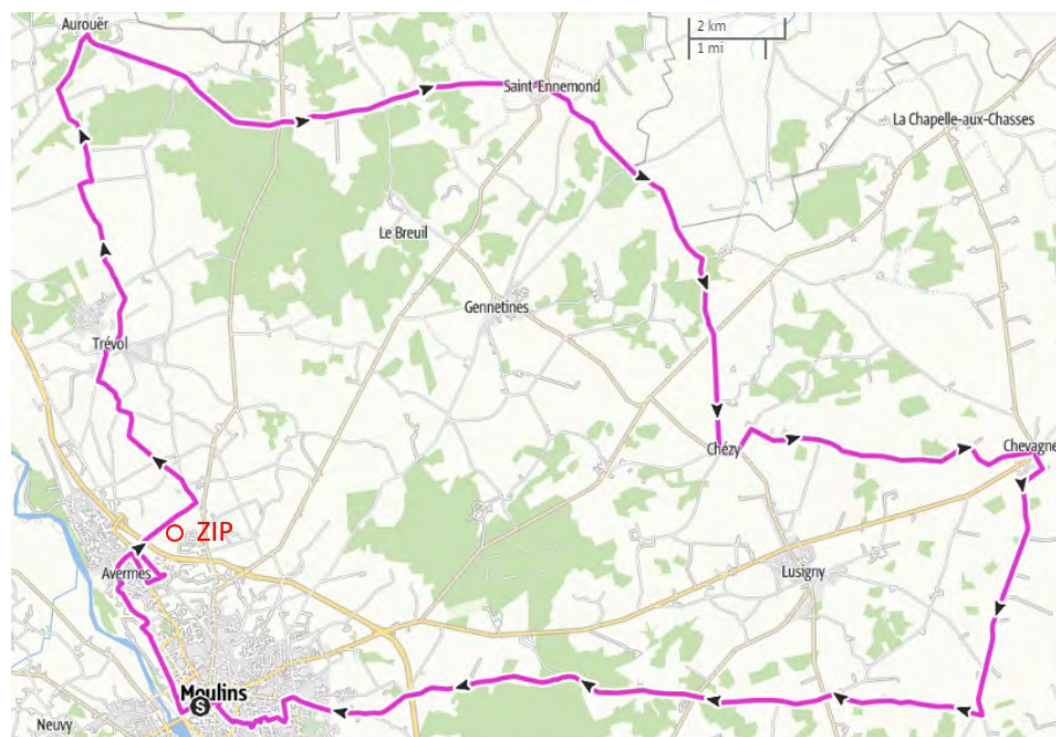 Aurouër
2 km
1 mi
Saint-Ennemond
La Chapelle-aux-Chasses
Le Breuil
Gennetines
Trévol
Chézy
Chevagne
ZIP
Avermes
Lusigny
Moulins
S
Neuvy